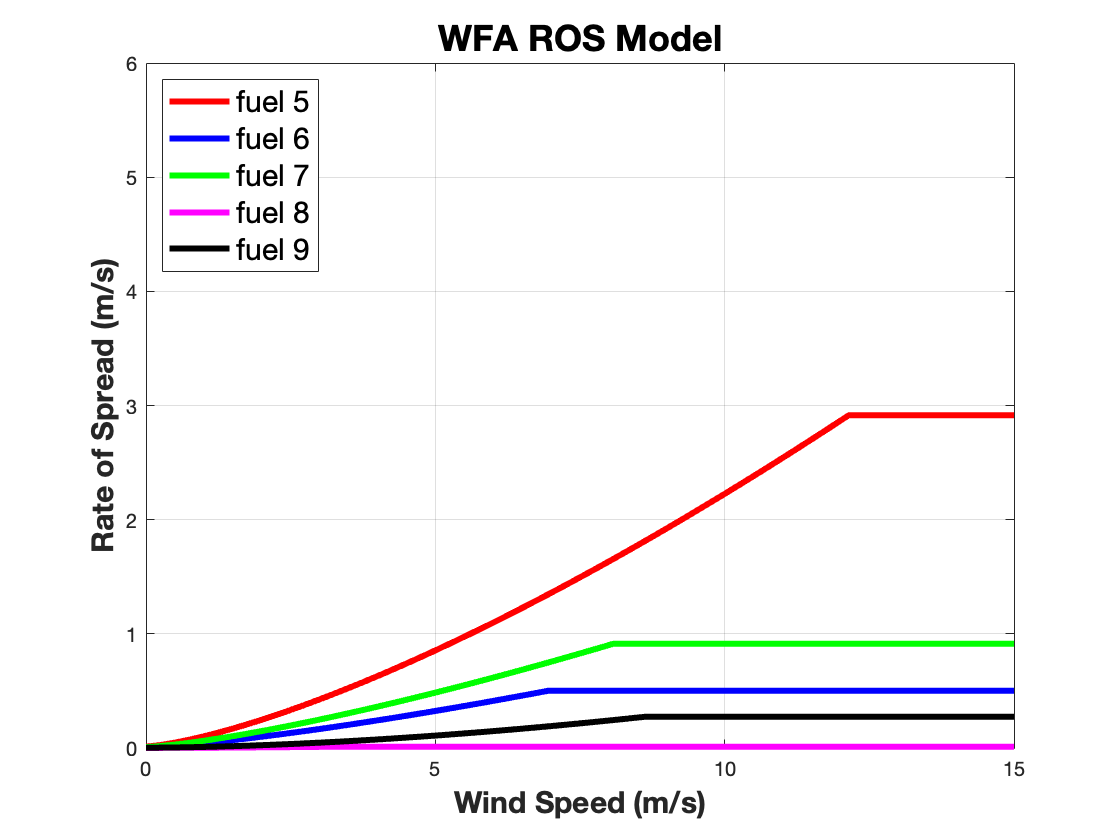 WFA ROS Model
6
5
4
3
2
1
0
Rate of Spread (m/s)
fuel 5
fuel 6
fuel 7
fuel 8
fuel 9
0 5 10 15
Wind Speed (m/s)